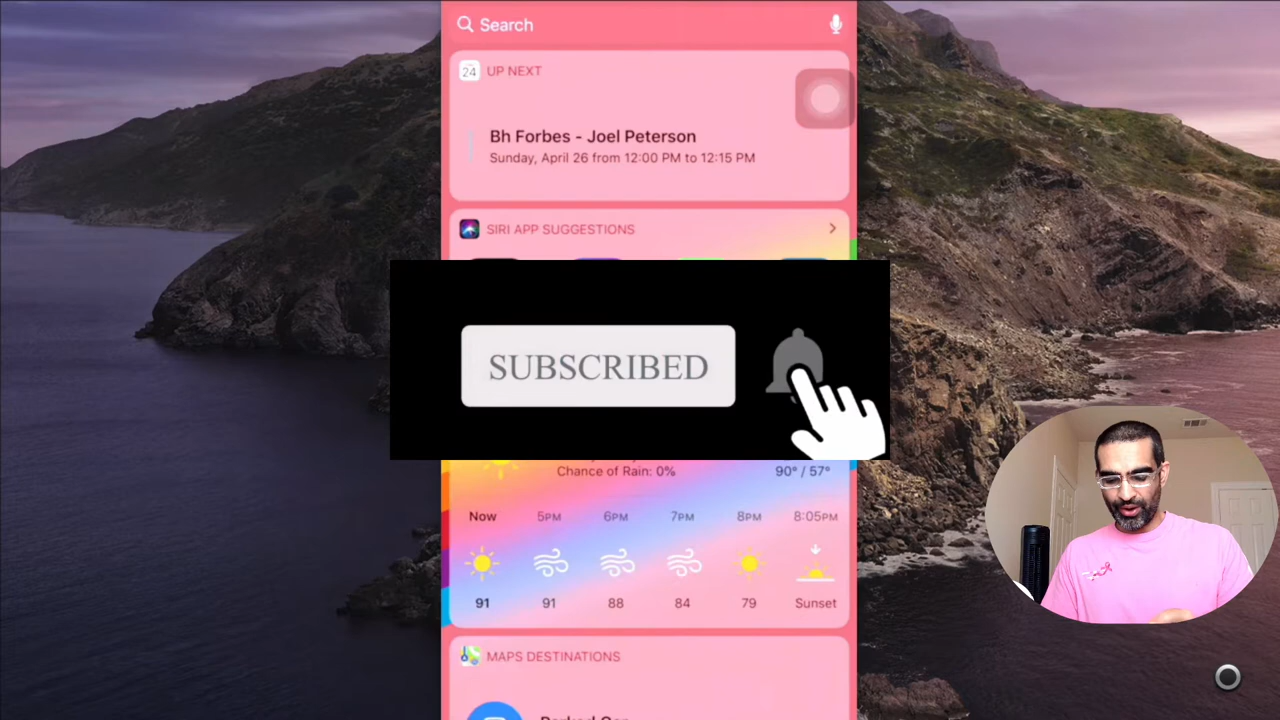 Search
24 UP NEXT
Bh Forbes - Joel Peterson
Sunday, April 26 from 12:00 PM to 12:15 PM
SIRI APP SUGGESTIONS
SUBSCRIBED
Chance of Rain: 0% 90° / 57°
Now 5PM 6PM 7PM 8PM 8:05PM
91 91 88 84 79 Sunset
MAPS DESTINATIONS